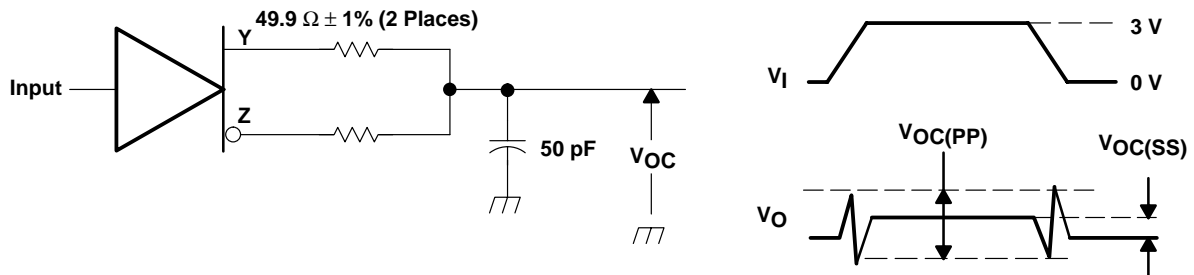 49.9 Ω ± 1% (2 Places)
Y
Input
Z
50 pF
VOC
3 V
VI
0 V
VOC(PP)
VOC(SS)
VO